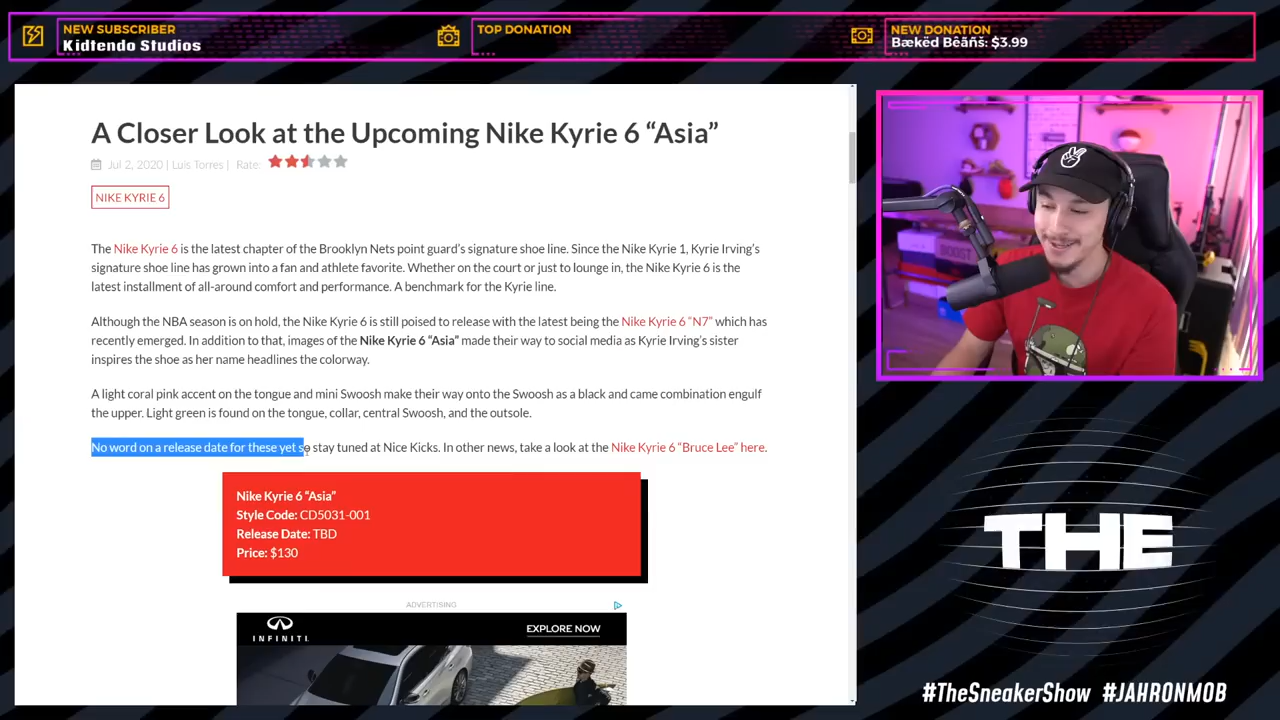 NEW SUBSCRIBER
Kidtendo Studios
TOP DONATION
NEW DONATION
Bækëd Bêāñš: $3.99
A Closer Look at the Upcoming Nike Kyrie 6 “Asia”
Jul 2, 2020 | Luis Torres | Rate:
NIKE KYRIE 6
The Nike Kyrie 6 is the latest chapter of the Brooklyn Nets point guard’s signature shoe line. Since the Nike Kyrie 1, Kyrie Irving’s
signature shoe line has grown into a fan and athlete favorite. Whether on the court or just to lounge in, the Nike Kyrie 6 is the
latest installment of all-around comfort and performance. A benchmark for the Kyrie line.
Although the NBA season is on hold, the Nike Kyrie 6 is still poised to release with the latest being the Nike Kyrie 6 “N7” which has
recently emerged. In addition to that, images of the Nike Kyrie 6 “Asia” made their way to social media as Kyrie Irving’s sister
inspires the shoe as her name headlines the colorway.
A light coral pink accent on the tongue and mini Swoosh make their way onto the Swoosh as a black and came combination engulf
the upper. Light green is found on the tongue, collar, central Swoosh, and the outsole.
No word on a release date for these yet so stay tuned at Nice Kicks. In other news, take a look at the Nike Kyrie 6 “Bruce Lee” here.
Nike Kyrie 6 “Asia”
Style Code: CD5031-001
Release Date: TBD
Price: $130
ADVERTISING
INFINITI.
EXPLORE NOW
BOOST
THE
#TheSneakerShow #JAHRONMOB